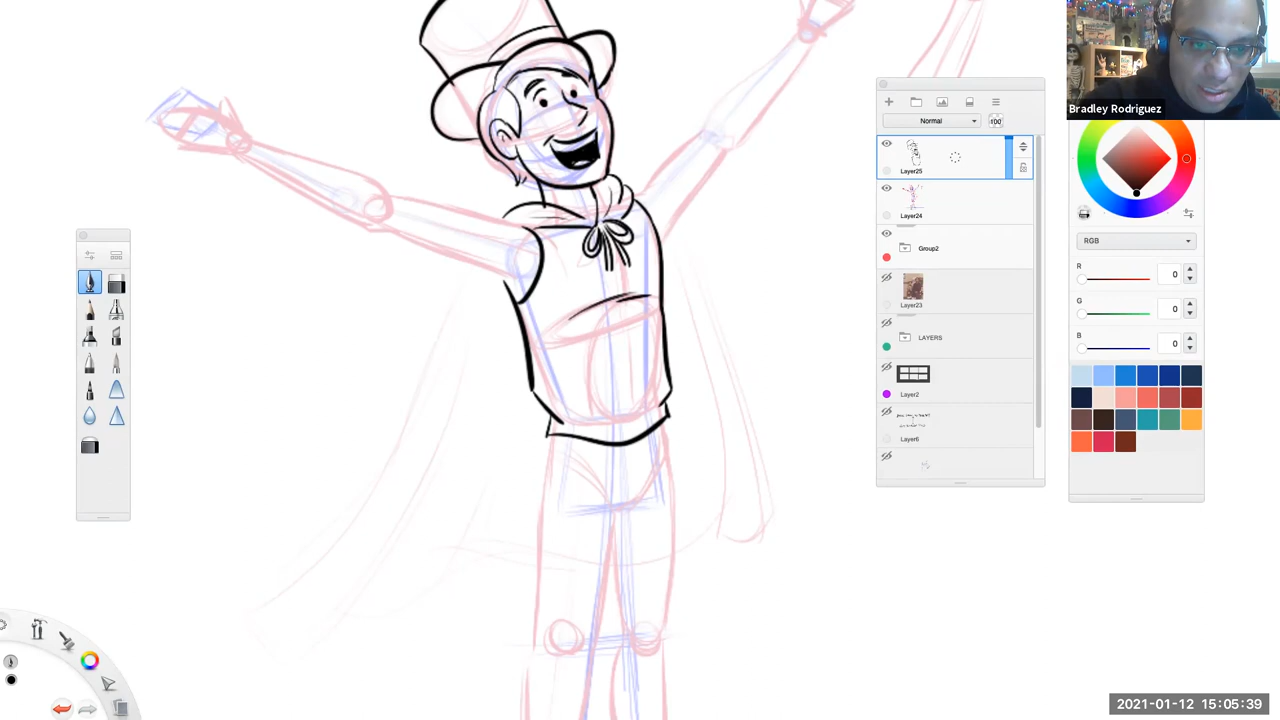 Bradley Rodriguez
Normal
100
Layer25
Layer24
Group2
Layer23
LAYERS
Layer2
Layer6
RGB
R
0
G
0
B
0
2021-01-12 15:05:39